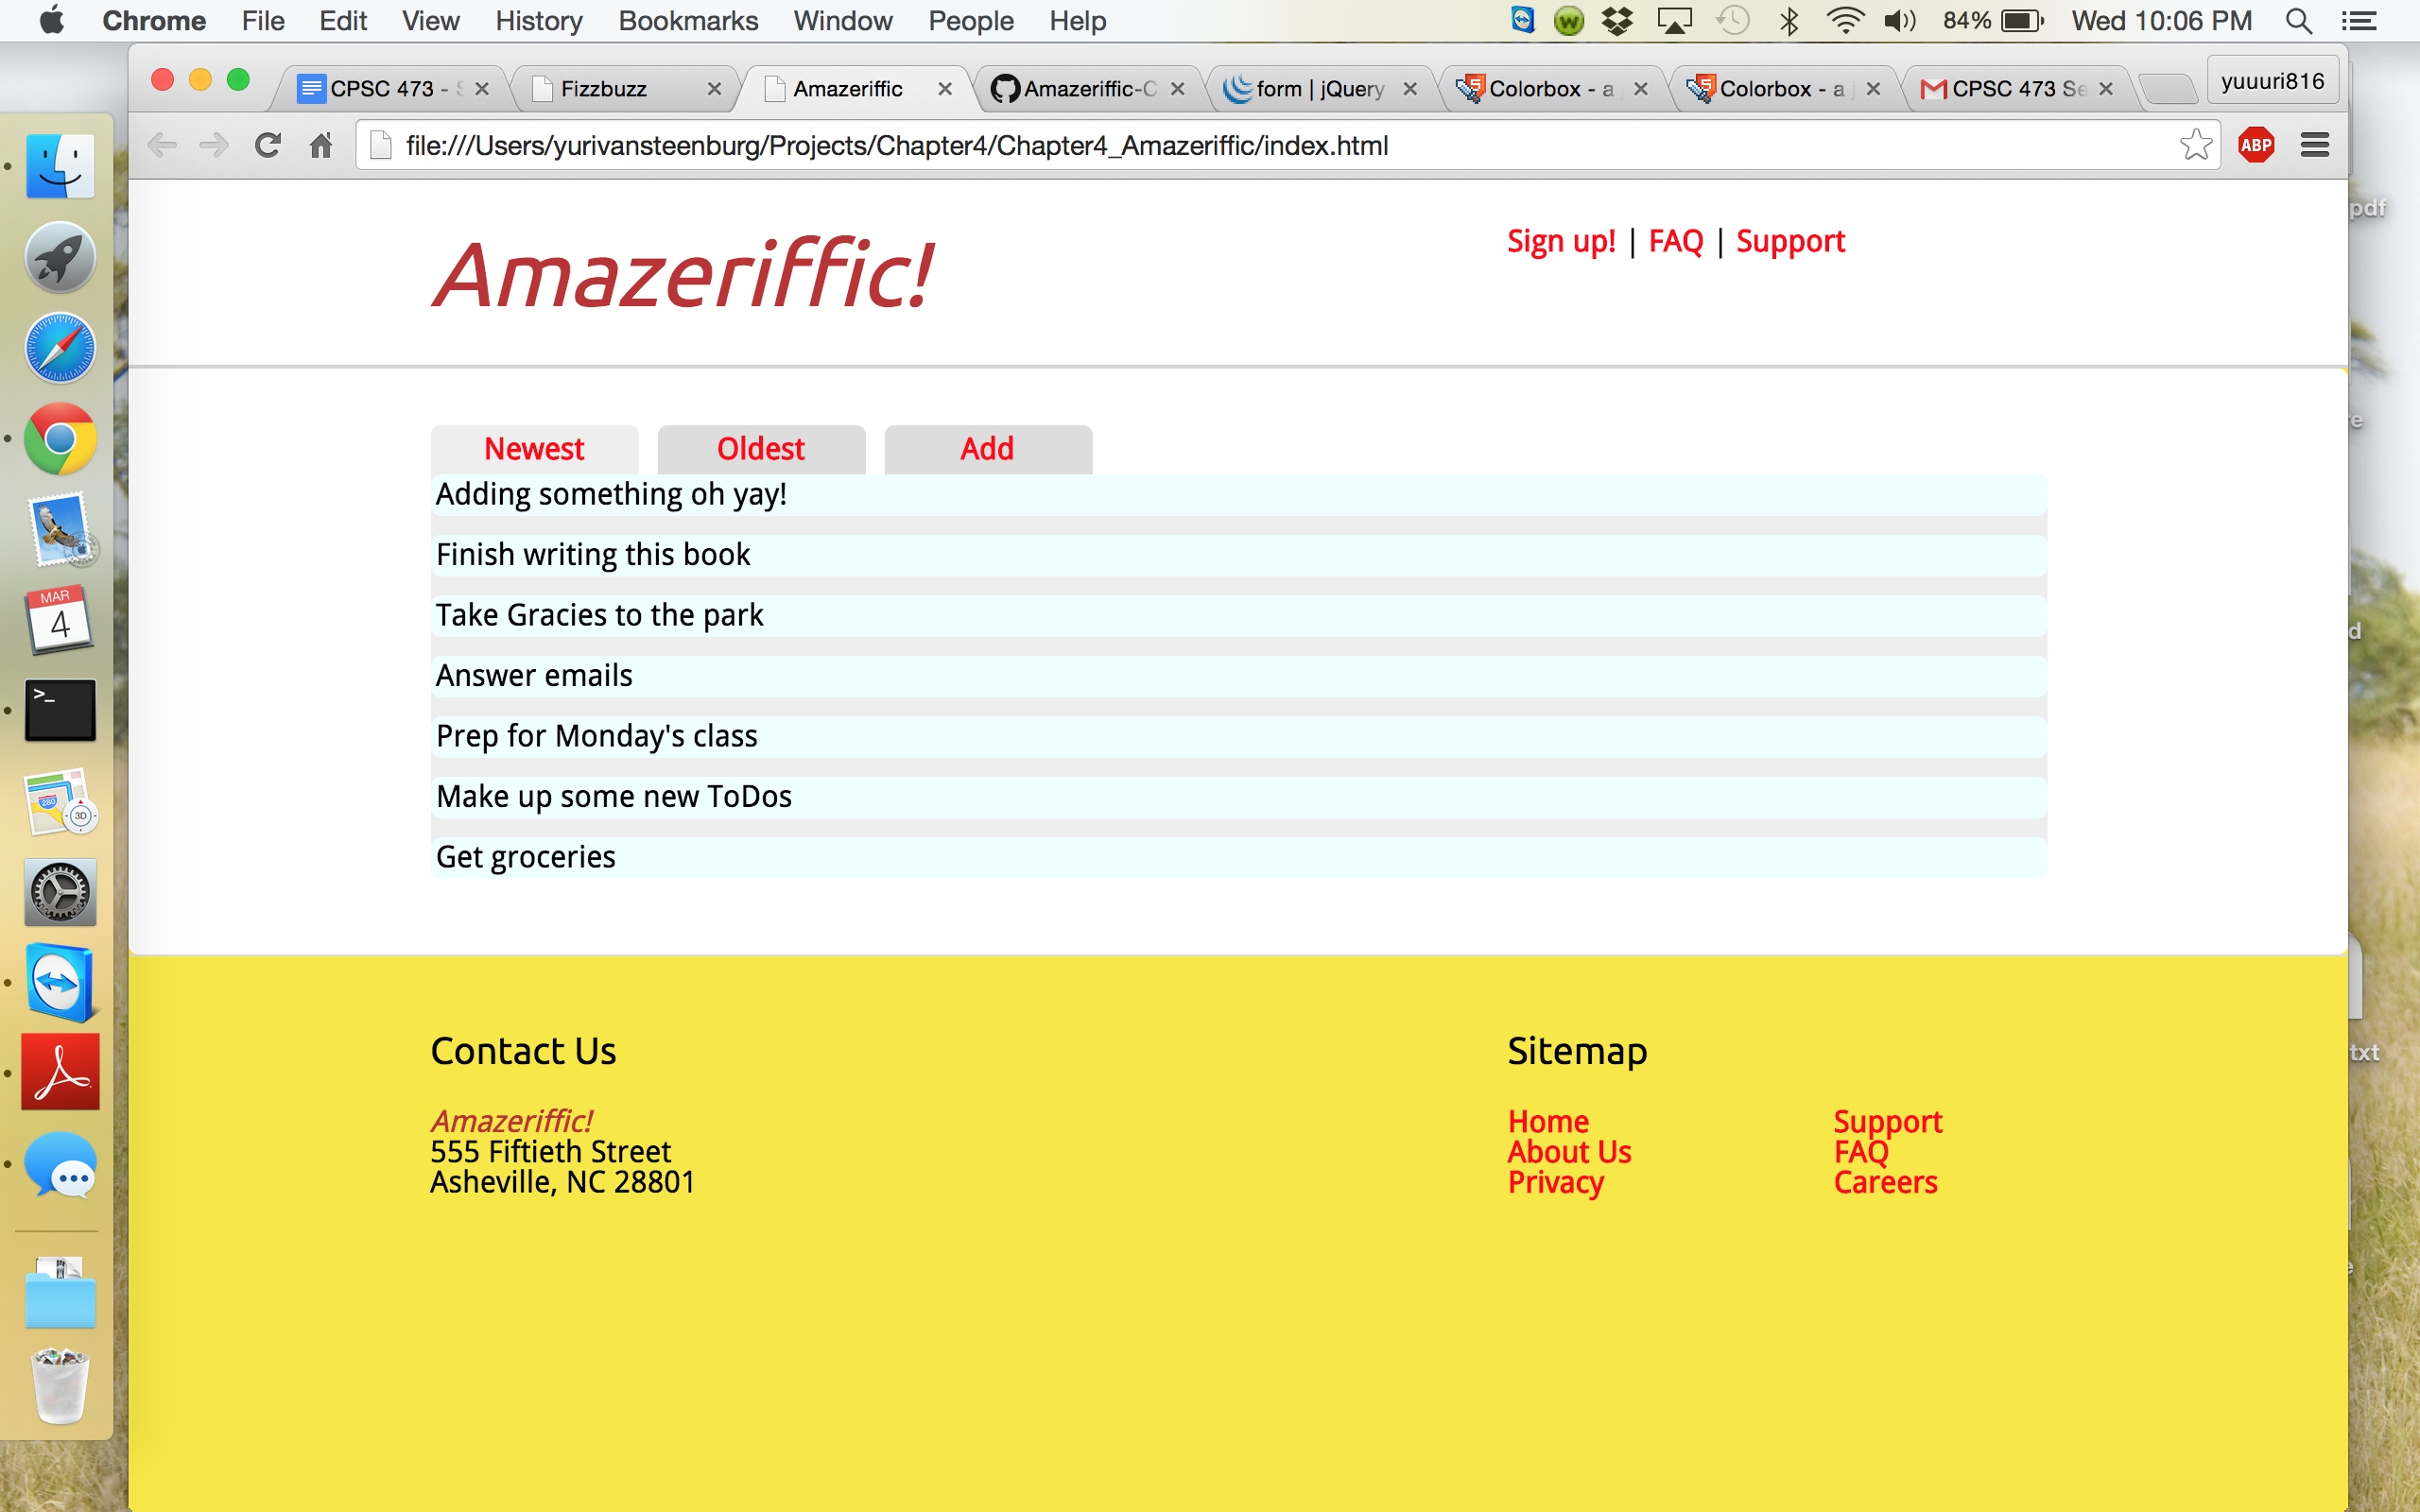 Chrome File Edit View History Bookmarks Window People Help 84% Wed 10:06 PM
CPSC 473 - S Fizzbuzz Amazeriffic Amazeriffic-C form | jQuery Colorbox - a Colorbox - a j CPSC 473 Se yuuuri816
file:///Users/yurivansteenburg/Projects/Chapter4/Chapter4_Amazeriffic/index.html ABP
pdf
Amazeriffic!
Sign up! | FAQ | Support
Newest Oldest Add
Adding something oh yay!
Finish writing this book
Take Gracies to the park
Answer emails
Prep for Monday's class
Make up some new ToDos
Get groceries
MAR
4
>_
280
3D
Contact Us
Sitemap
txt
Amazeriffic!
555 Fiftieth Street
Asheville, NC 28801
Home
About Us
Privacy
Support
FAQ
Careers